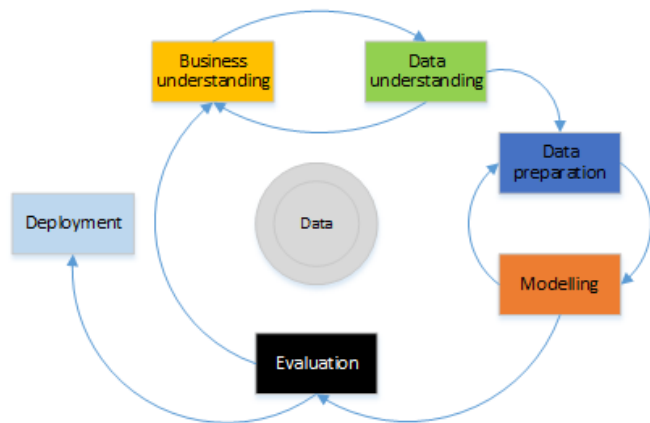 Business
understanding
Data
understanding
Data
preparation
Deployment
Data
Modelling
Evaluation